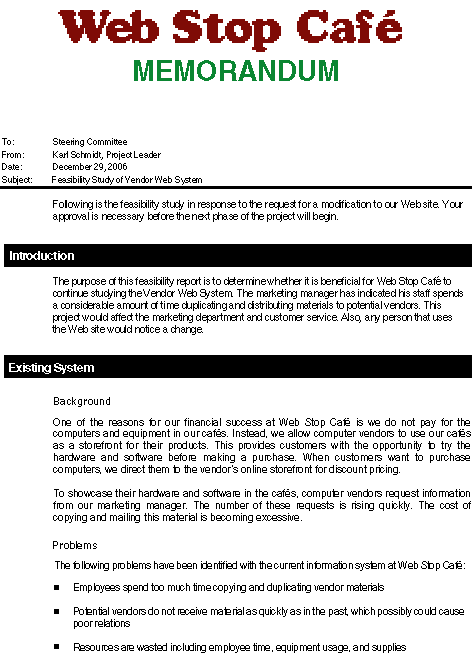 Web Stop Café
MEMORANDUM
To: Steering Committee
From: Karl Schmidt, Project Leader
Date: December 29, 2006
Subject: Feasibility Study of Vendor Web System
Following is the feasibility study in response to the request for a modification to our Web site. Your
approval is necessary before the next phase of the project will begin.
Introduction
The purpose of this feasibility report is to determine whether it is beneficial for Web Stop Café to
continue studying the Vendor Web System. The marketing manager has indicated his staff spends
a considerable amount of time duplicating and distributing materials to potential vendors. This
project would affect the marketing department and customer service. Also, any person that uses
the Web site would notice a change.
Existing System
Background
One of the reasons for our financial success at Web Stop Café is we do not pay for the
computers and equipment in our cafés. Instead, we allow computer vendors to use our cafés
as a storefront for their products. This provides customers with the opportunity to try the
hardware and software before making a purchase. When customers want to purchase
computers, we direct them to the vendor's online storefront for discount pricing.
To showcase their hardware and software in the cafés, computer vendors request information
from our marketing manager. The number of these requests is rising quickly. The cost of
copying and mailing this material is becoming excessive.
Problems
The following problems have been identified with the current information system at Web Stop Café:
■ Employees spend too much time copying and duplicating vendor materials
■ Potential vendors do not receive material as quickly as in the past, which possibly could cause
poor relations
■ Resources are wasted including employee time, equipment usage, and supplies